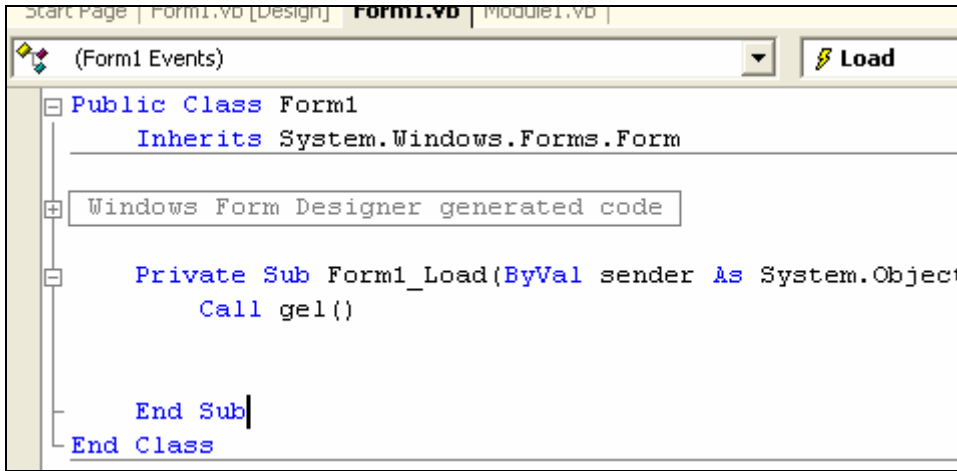 Start Page | Form1.vb [Design] Form1.vb | Module1.vb |
(Form1 Events) Load
Public Class Form1
Inherits System.Windows.Forms.Form
Windows Form Designer generated code
Private Sub Form1_Load(ByVal sender As System.Object
Call gel()
End Sub
End Class